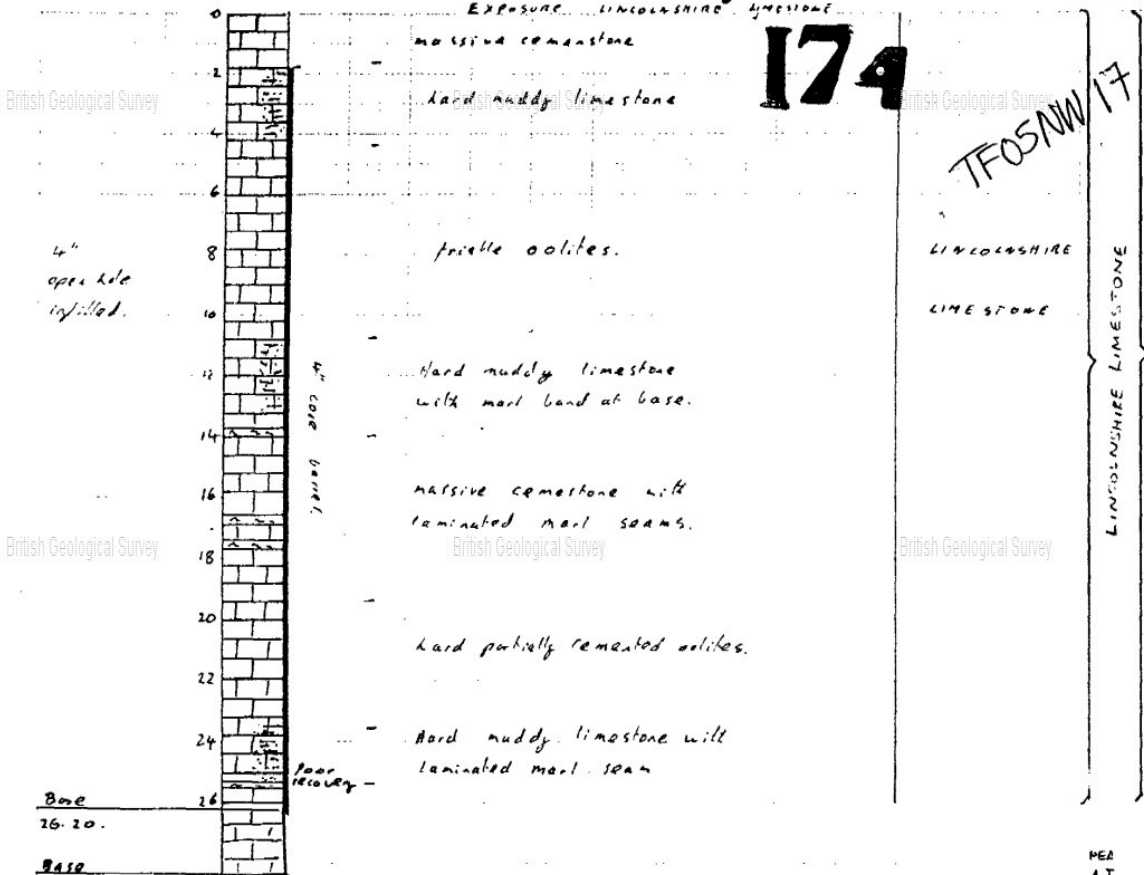 EXPOSURE LINCOLNSHIRE LIMESTONE
0
massive cemenstone
174
2
hard muddy limestone
British Geological Survey
British Geological Survey
British Geological Survey
TF05NW 17
4
6
4"
open hole
infilled.
8
friable oolites.
LINCOLNSHIRE
LIMESTONE
LINCOLNSHIRE LIMESTONE
10
12
Hard muddy limestone
with marl band at base.
4" core barrel.
14
16
massive cemestone with
laminated marl seams.
British Geological Survey
British Geological Survey
British Geological Survey
18
20
hard partially cemented oolites.
22
24
Hard muddy limestone with
laminated marl seam
Poor
recovery
26
Base
26.20.
Base